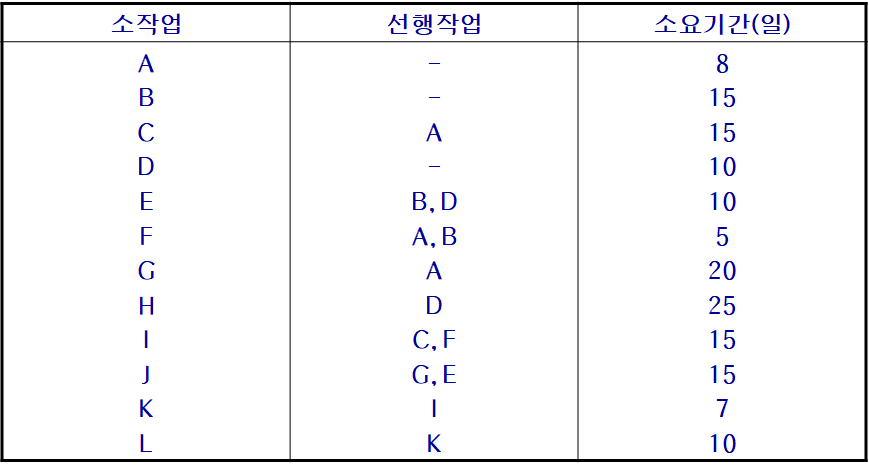 소작업 선행작업 소요기간(일)
A - 8
B - 15
C A 15
D - 10
E B,D 10
F A,B 5
G A 20
H D 25
I C,F 15
J G,E 15
K I 7
L K 10